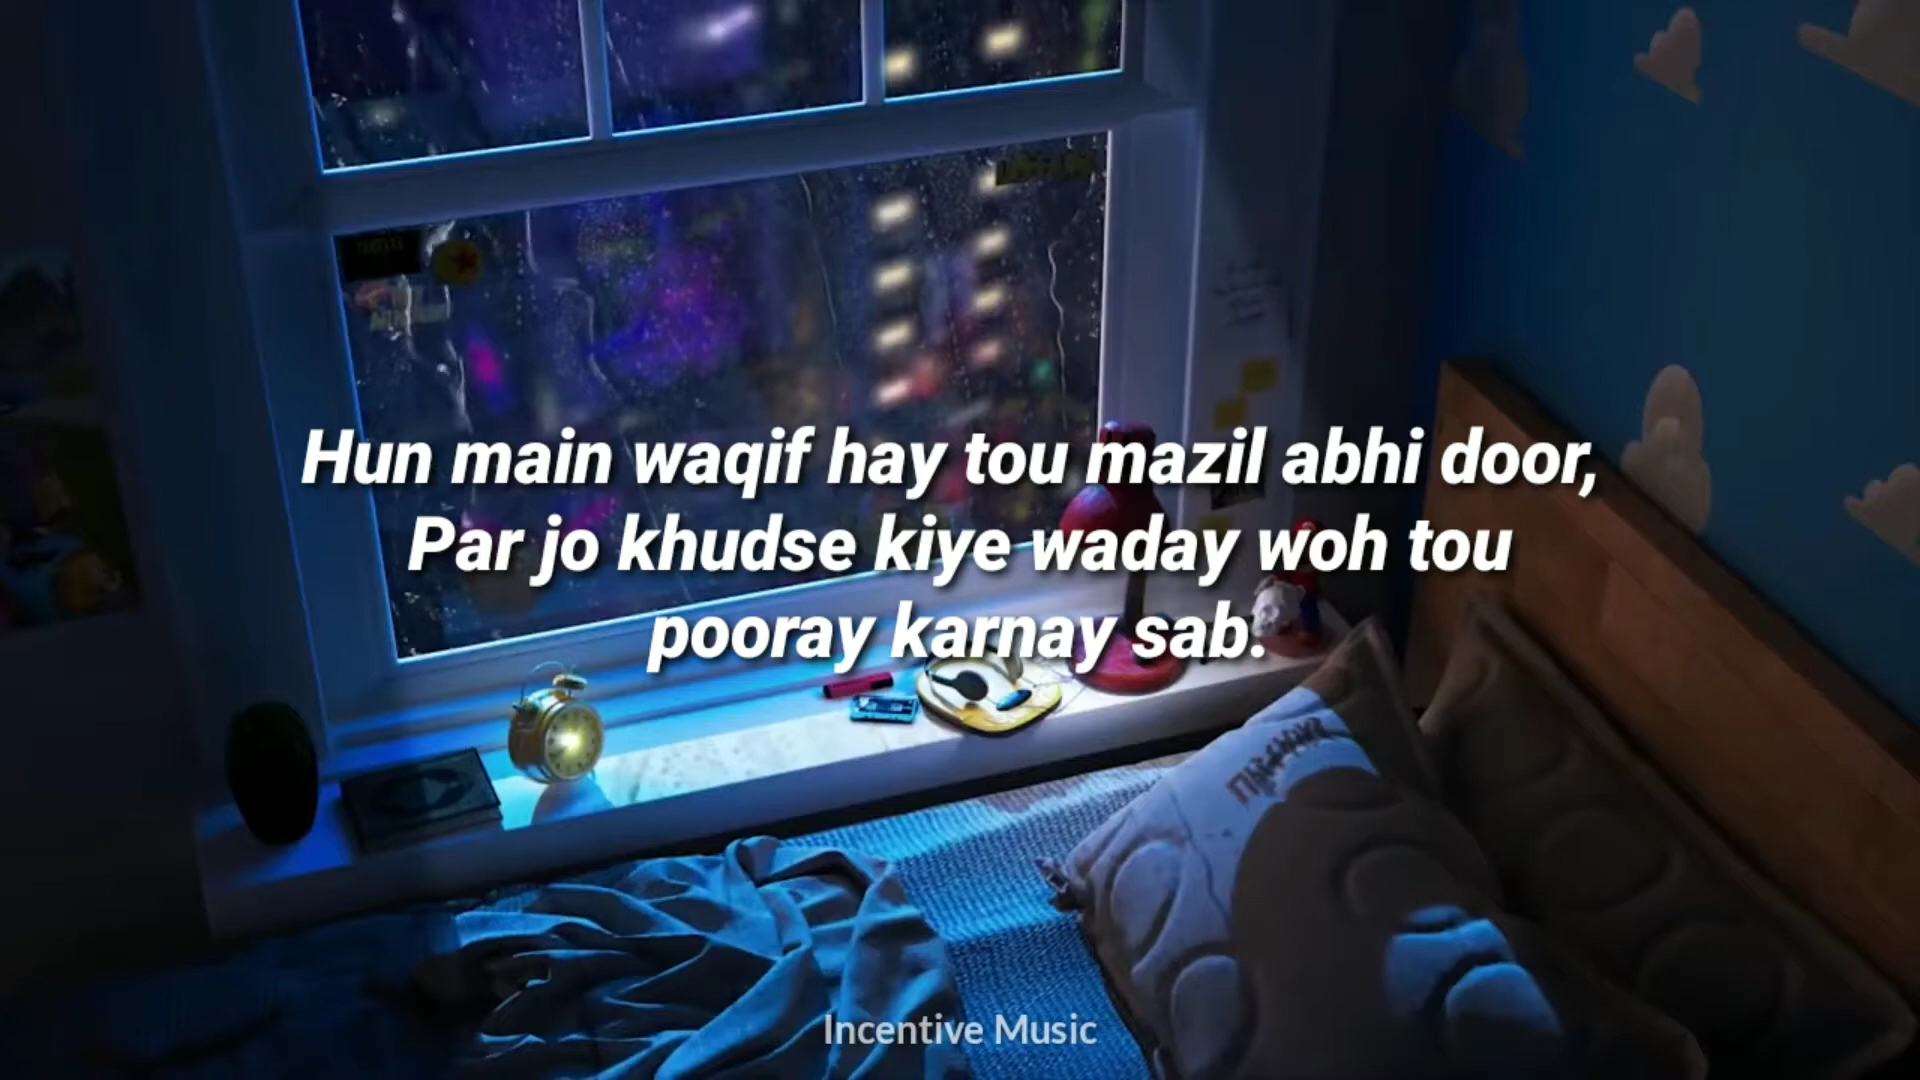 Hun main waqif hay tou mazil abhi door,
Par jo khudse kiye waday woh tou
pooray karnay sab.
Incentive Music